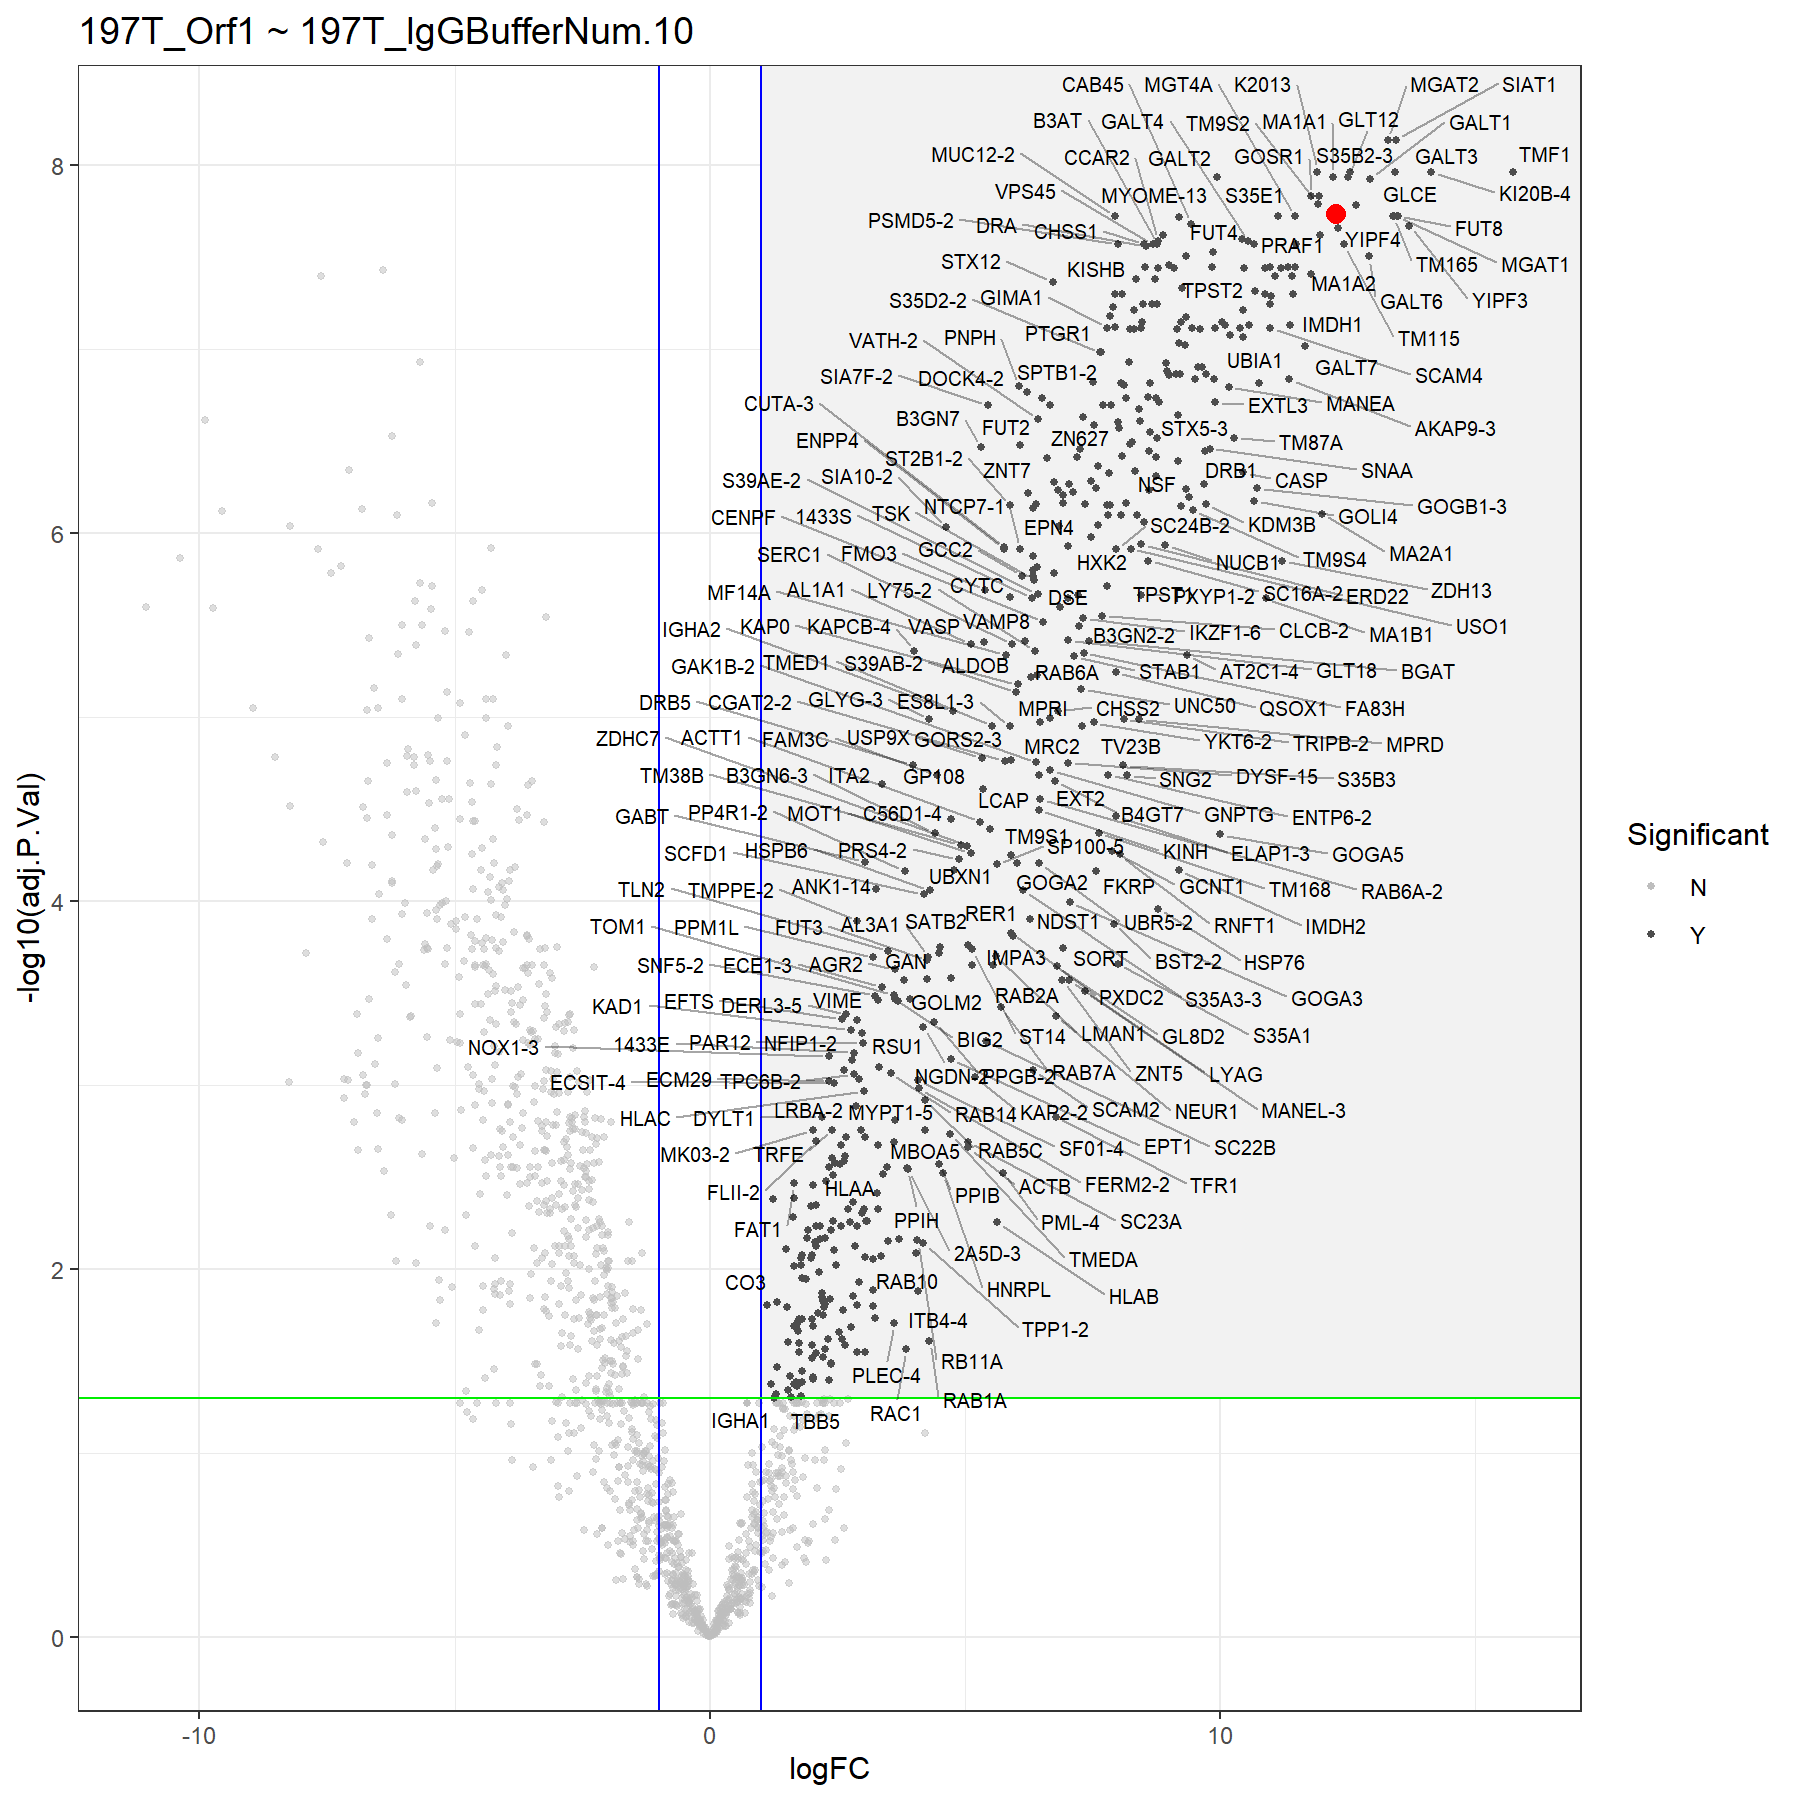 197T_Orf1 ~ 197T_IgGBufferNum.10
CAB45 MGT4A K2013 MGAT2 SIAT1
B3AT GALT4 TM9S2 MA1A1 GLT12 GALT1
MUC12-2 CCAR2 GALT2 GOSR1 S35B2-3 GALT3 TMF1
VPS45 MYOME-13 S35E1 GLCE KI20B-4
PSMD5-2 DRA CHSS1 FUT4 PRAF1 YIPF4 FUT8
STX12 KISHB TM165 MGAT1
S35D2-2 GIMA1 TPST2 MA1A2 GALT6 YIPF3
VATH-2 PNPH PTGR1 IMDH1 TM115
SIA7F-2 DOCK4-2 SPTB1-2 UBIA1 GALT7 SCAM4
CUTA-3 B3GN7 FUT2 EXTL3 MANEA
ENPP4 ST2B1-2 ZN627 STX5-3 TM87A AKAP9-3
S39AE-2 SIA10-2 ZNT7 NSF DRB1 CASP SNAA
CENPF 1433S TSK NTCP7-1 EPN4 SC24B-2 KDM3B GOLI4 GOGB1-3
SERC1 FMO3 GCC2 HXK2 NUCB1 TM9S4 MA2A1
MF14A AL1A1 LY75-2 CYTC DSE TPST1 PXYP1-2 SC16A-2 ERD22 ZDH13
IGHA2 KAP0 KAPCB-4 VASP VAMP8 B3GN2-2 IKZF1-6 CLCB-2 MA1B1 USO1
GAK1B-2 TMED1 S39AB-2 ALDOB RAB6A STAB1 AT2C1-4 GLT18 BGAT
DRB5 CGAT2-2 GLYG-3 ES8L1-3 MPRI CHSS2 UNC50 QSOX1 FA83H
ZDHC7 ACTT1 FAM3C USP9X GORS2-3 MRC2 TV23B YKT6-2 TRIPB-2 MPRD
TM38B B3GN6-3 ITA2 GP108 SNG2 DYSF-15 S35B3
GABT PP4R1-2 MOT1 C56D1-4 LCAP EXT2 B4GT7 GNPTG ENTP6-2
SCFD1 HSPB6 PRS4-2 TM9S1 SP100-5 KINH ELAP1-3 GOGA5
TLN2 TMPPE-2 ANK1-14 UBXN1 GOGA2 FKRP GCNT1 TM168 RAB6A-2
TOM1 PPM1L FUT3 AL3A1 SATB2 RER1 NDST1 UBR5-2 RNFT1 IMDH2
SNF5-2 ECE1-3 AGR2 GAN IMPA3 SORT BST2-2 HSP76
KAD1 EFTS DERL3-5 VIME GOLM2 RAB2A PXDC2 S35A3-3 GOGA3
NOX1-3 1433E PAR12 NFIP1-2 RSU1 BIG2 ST14 LMAN1 GL8D2 S35A1
ECSIT-4 ECM29 TPC6B-2 NGDN-2 PPGB-2 RAB7A ZNT5 LYAG
HLAC DYLT1 LRBA-2 MYPT1-5 RAB14 KAP2-2 SCAM2 NEUR1 MANEL-3
MK03-2 TRFE MBOA5 RAB5C SF01-4 EPT1 SC22B
FLII-2 HLAA PPIB ACTB FERM2-2 TFR1
FAT1 PPIH PML-4 SC23A
2A5D-3 TMEDA
CO3 RAB10 HNRPL HLAB
ITB4-4 TPP1-2
PLEC-4 RB11A
IGHA1 TBB5 RAC1 RAB1A
8
6
4
2
0
-10 0 10
logFC
-log10(adj.P.Val)
Significant
N
Y